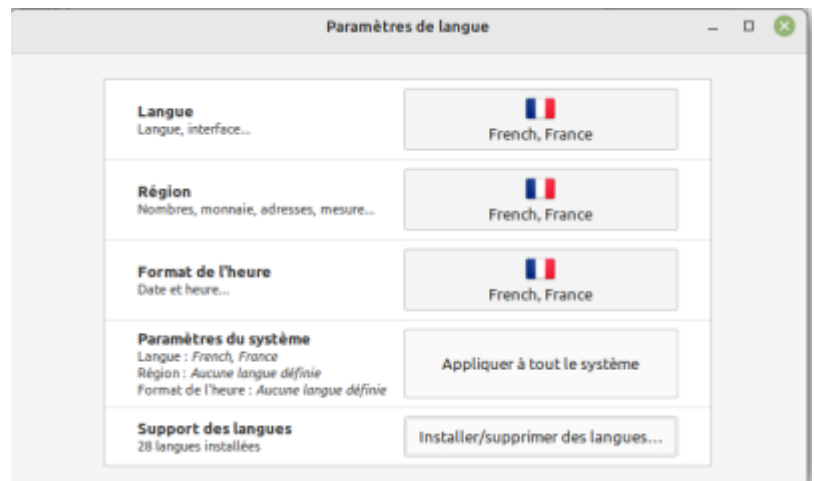 Paramètres de langue
Langue
Langue, interface...
French, France
Région
Nombres, monnaie, adresses, mesure...
French, France
Format de l'heure
Date et heure...
French, France
Paramètres du système
Langue : French, France
Région : Aucune langue définie
Format de l'heure : Aucune langue définie
Appliquer à tout le système
Support des langues
28 langues installées
Installer/supprimer des langues...